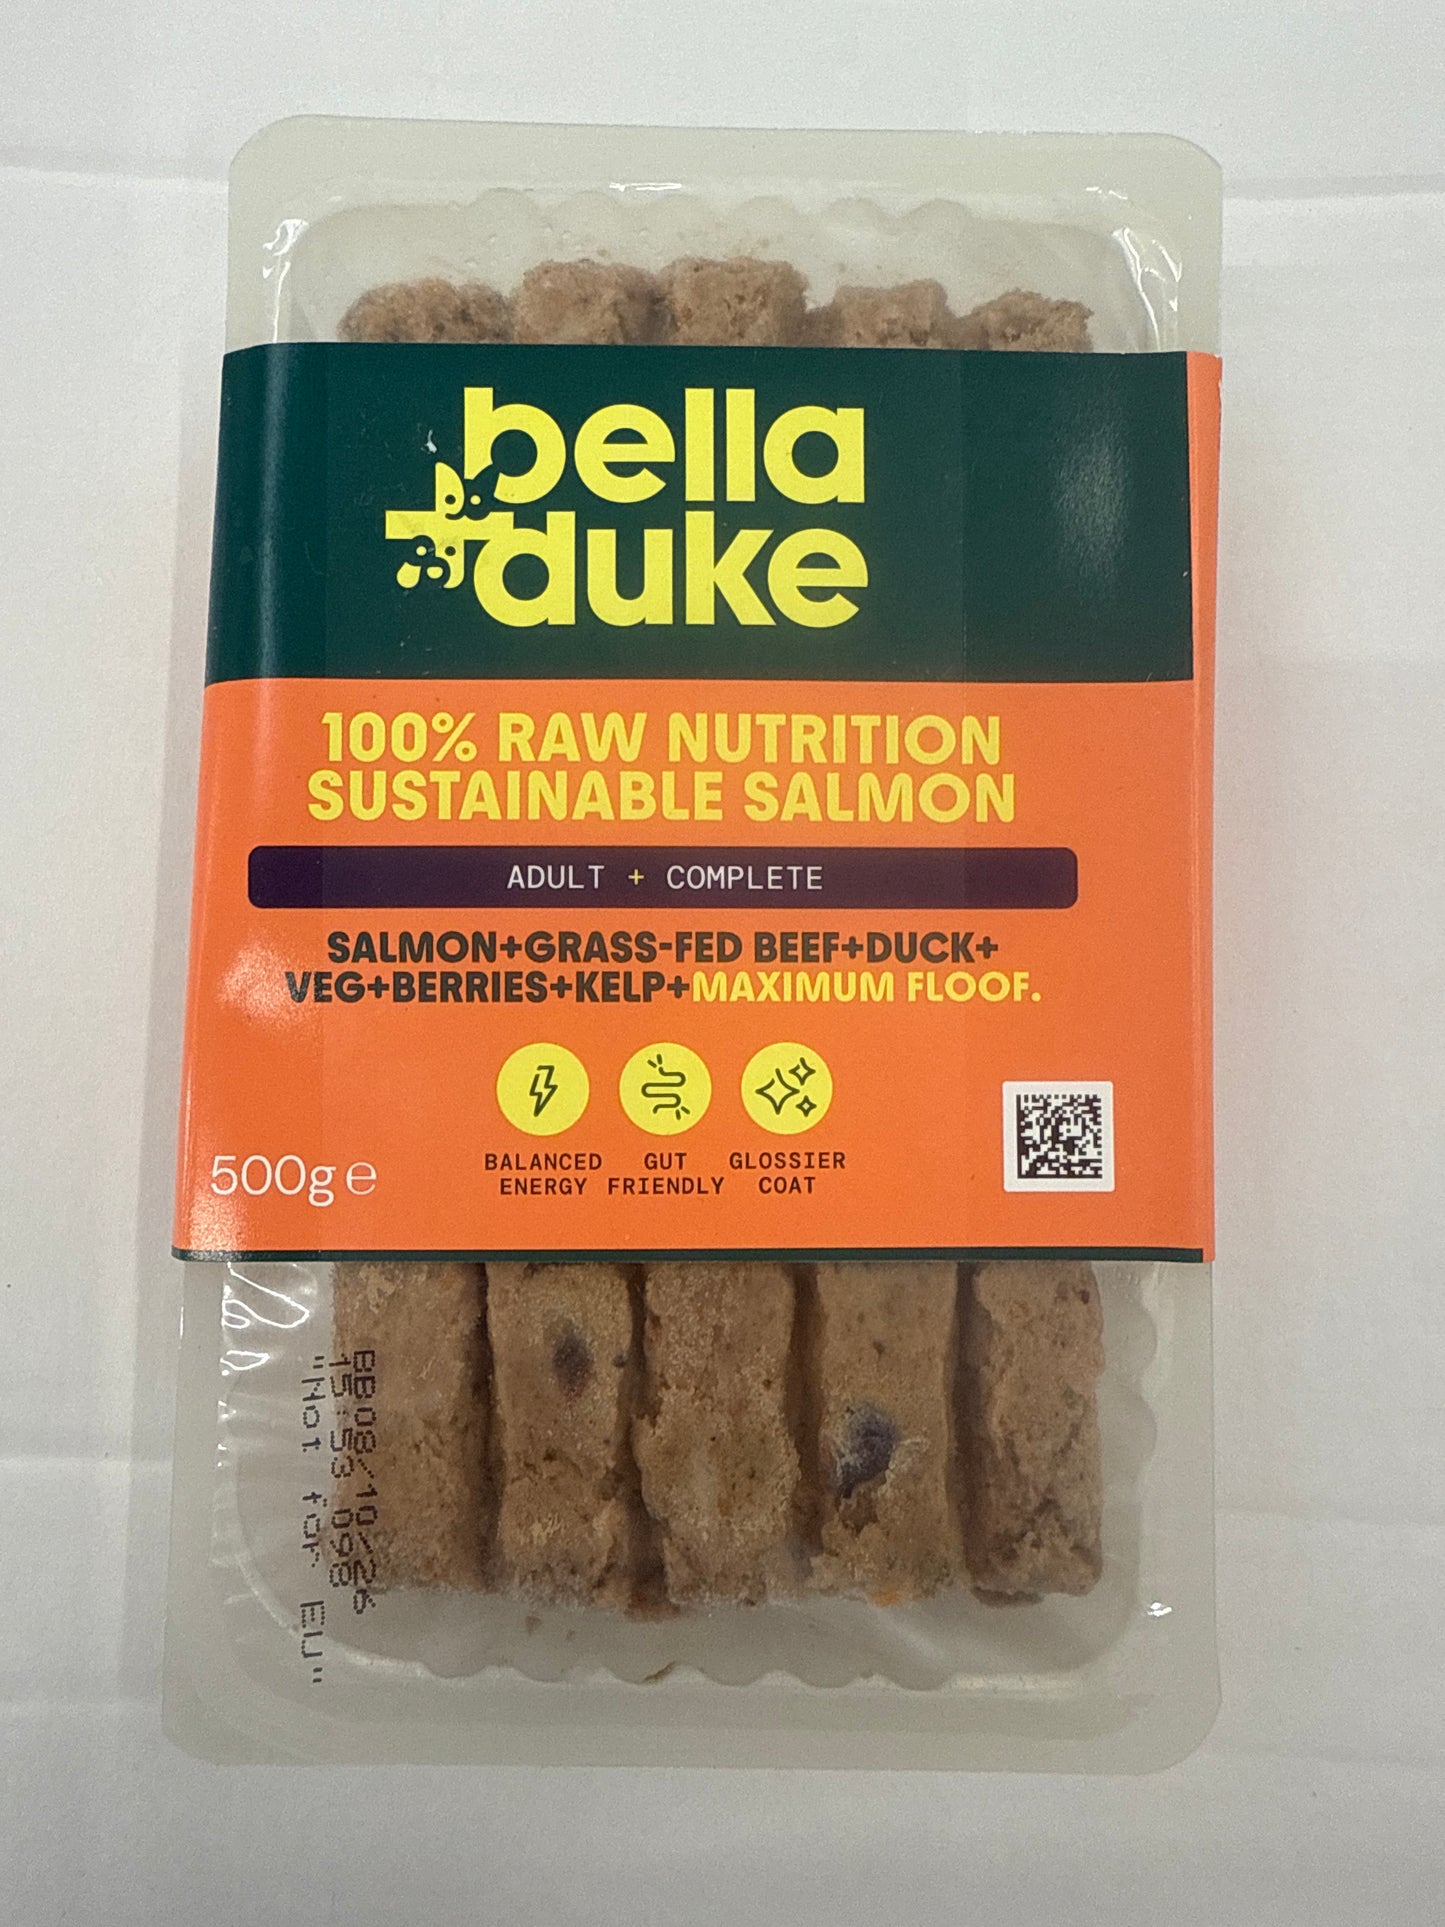 bella
+duke
100% RAW NUTRITION
SUSTAINABLE SALMON
ADULT + COMPLETE
SALMON+GRASS-FED BEEF+DUCK+
VEG+BERRIES+KELP+MAXIMUM FLOOF.
BALANCED ENERGY
GUT FRIENDLY
GLOSSIER COAT
500g e
BB08/10/26
15:53 098
"Not for EU"